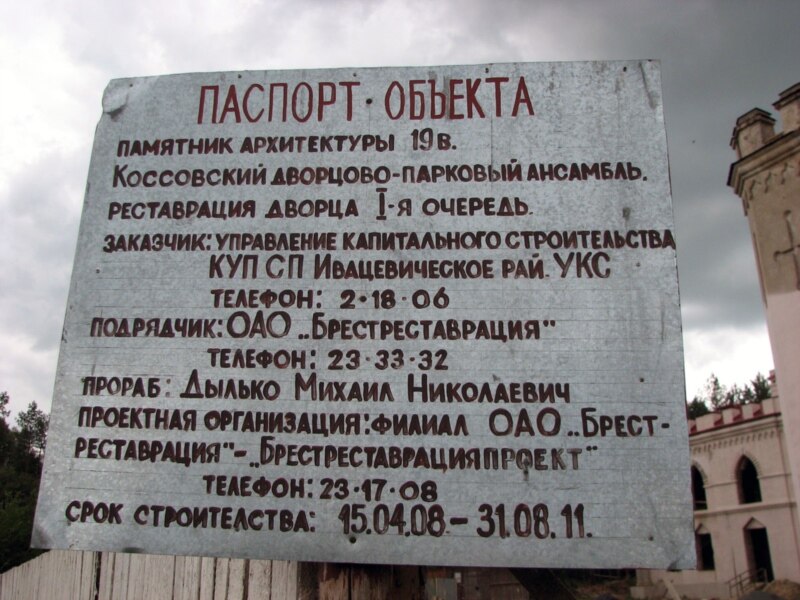 ПАСПОРТ · ОБЪЕКТА
ПАМЯТНИК АРХИТЕКТУРЫ 19 в.
КОССОВСКИЙ ДВОРЦОВО-ПАРКОВЫЙ АНСАМБЛЬ.
РЕСТАВРАЦИЯ ДВОРЦА I-я ОЧЕРЕДЬ.
ЗАКАЗЧИК: УПРАВЛЕНИЕ КАПИТАЛЬНОГО СТРОИТЕЛЬСТВА
КУП СП ИВАЦЕВИЧЕСКОЕ РАЙ. УКС
ТЕЛЕФОН: 2·18·06
ПОДРЯДЧИК: ОАО „БРЕСТРЕСТАВРАЦИЯ"
ТЕЛЕФОН: 23·33·32
ПРОРАБ: ДЫЛЬКО МИХАИЛ НИКОЛАЕВИЧ
ПРОЕКТНАЯ ОРГАНИЗАЦИЯ: ФИЛИАЛ ОАО „БРЕСТ-
РЕСТАВРАЦИЯ"-„БРЕСТРЕСТАВРАЦИЯПРОЕКТ"
ТЕЛЕФОН: 23·17·08
СРОК СТРОИТЕЛСТВА: 15.04.08 – 31.08.11.